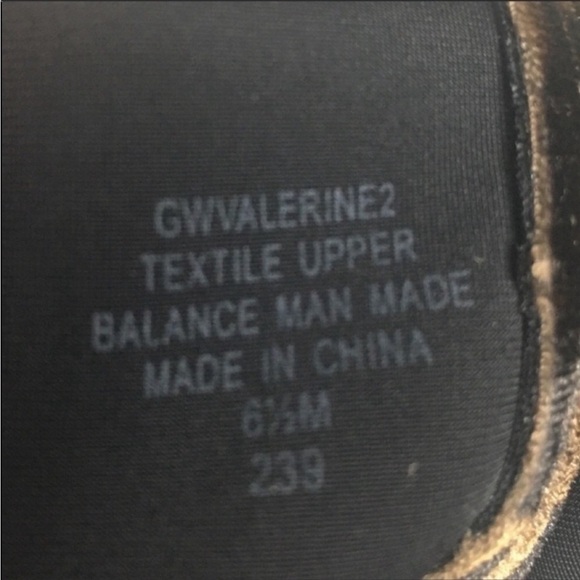 GWVALERINE2
TEXTILE UPPER
BALANCE MAN MADE
MADE IN CHINA
6½M
239